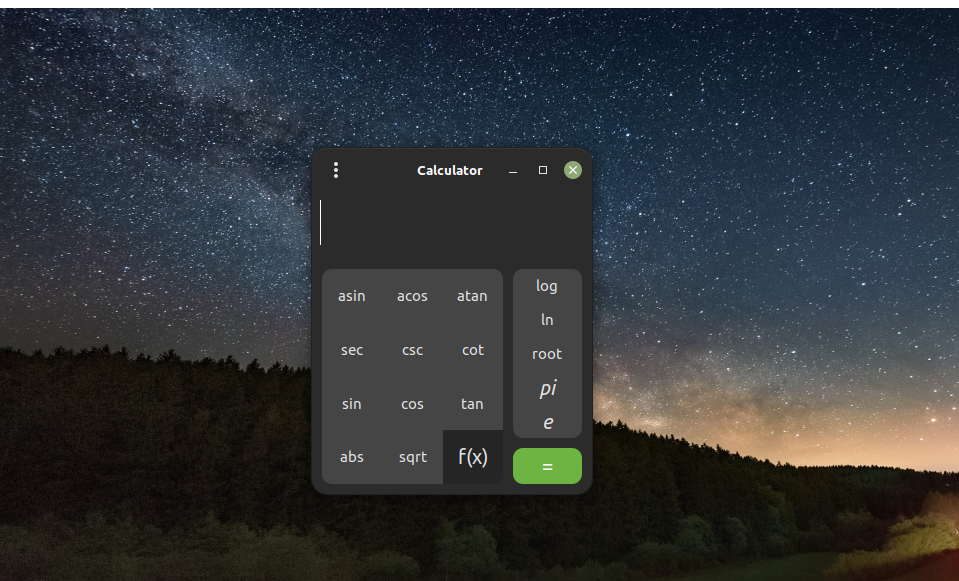 Calculator
asin acos atan
sec csc cot
sin cos tan
abs sqrt f(x)
log
ln
root
pi
e
=